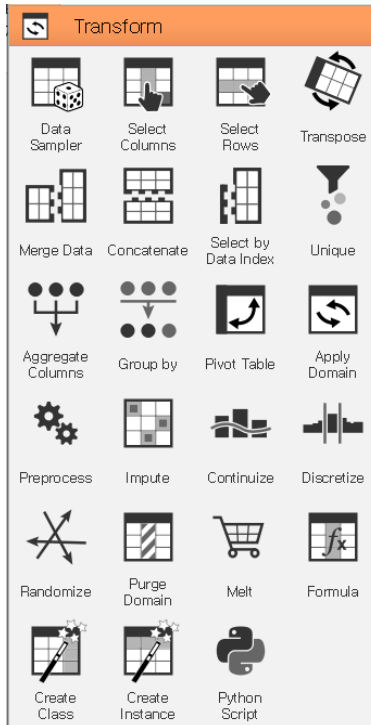 Transform
Data Sampler
Select Columns
Select Rows
Transpose
Merge Data
Concatenate
Select by Data Index
Unique
Aggregate Columns
Group by
Pivot Table
Apply Domain
Preprocess
Impute
Continuize
Discretize
Randomize
Purge Domain
Melt
fx
Formula
Create Class
Create Instance
Python Script